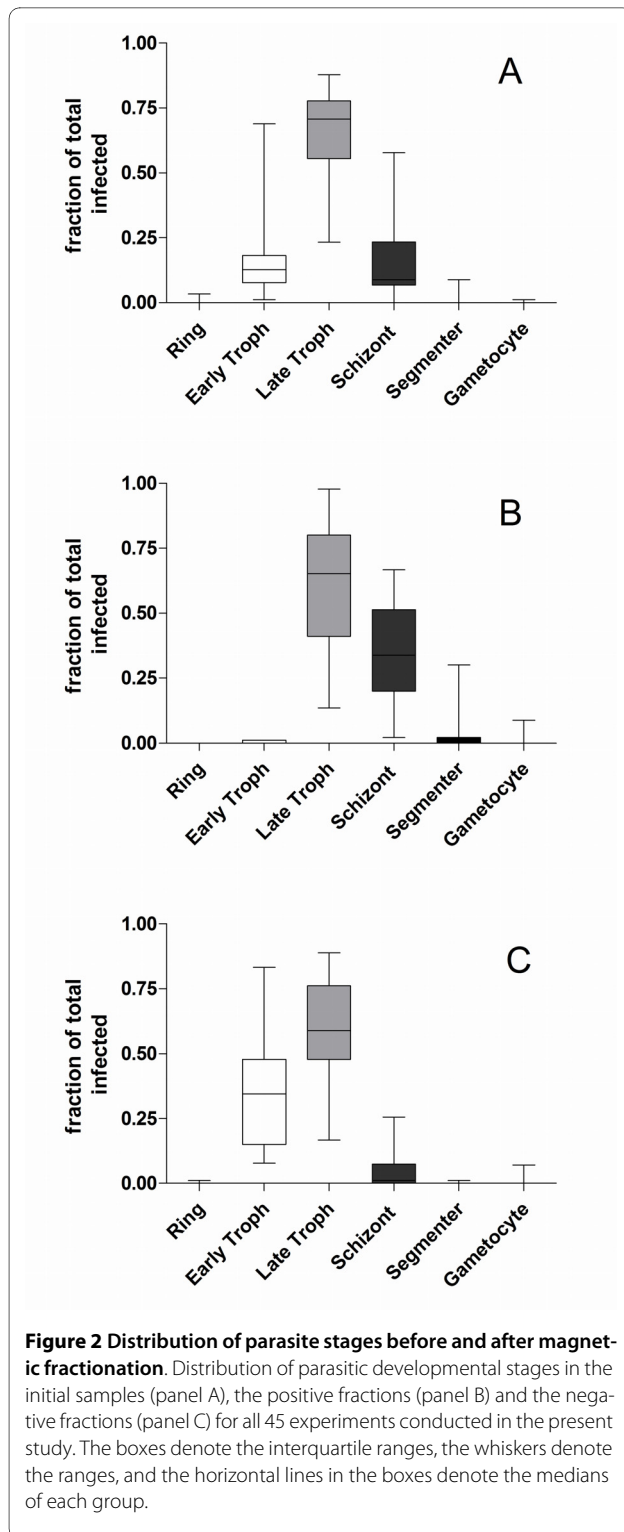 A
1.00
0.75
0.50
0.25
0.00
fraction of total
infected
Ring
Early Troph
Late Troph
Schizont
Segmenter
Gametocyte
B
1.00
0.75
0.50
0.25
0.00
fraction of total
infected
Ring
Early Troph
Late Troph
Schizont
Segmenter
Gametocyte
C
1.00
0.75
0.50
0.25
0.00
fraction of total
infected
Ring
Early Troph
Late Troph
Schizont
Segmenter
Gametocyte
Figure 2 Distribution of parasite stages before and after magnet-
ic fractionation. Distribution of parasitic developmental stages in the
initial samples (panel A), the positive fractions (panel B) and the nega-
tive fractions (panel C) for all 45 experiments conducted in the present
study. The boxes denote the interquartile ranges, the whiskers denote
the ranges, and the horizontal lines in the boxes denote the medians
of each group.